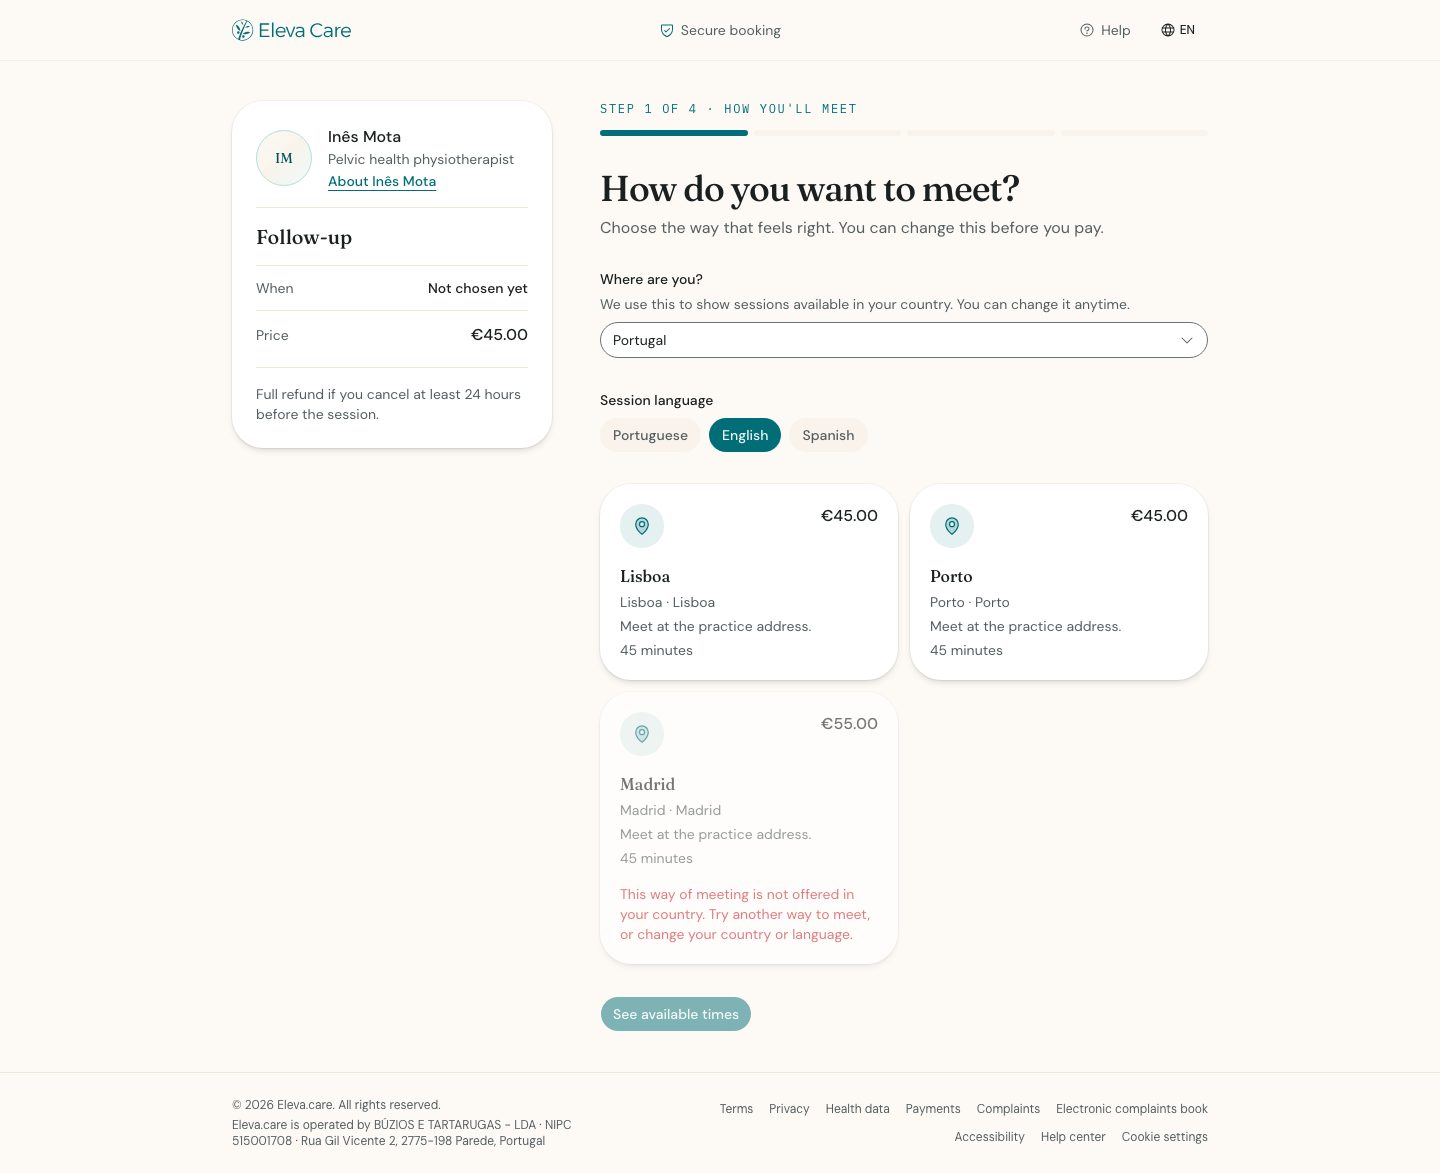 Eleva Care
Secure booking
Help
EN
IM
Inês Mota
Pelvic health physiotherapist
About Inês Mota
Follow-up
When
Not chosen yet
Price
€45.00
Full refund if you cancel at least 24 hours
before the session.
STEP 1 OF 4 · HOW YOU'LL MEET
How do you want to meet?
Choose the way that feels right. You can change this before you pay.
Where are you?
We use this to show sessions available in your country. You can change it anytime.
Portugal
Session language
Portuguese
English
Spanish
€45.00
Lisboa
Lisboa · Lisboa
Meet at the practice address.
45 minutes
€45.00
Porto
Porto · Porto
Meet at the practice address.
45 minutes
€55.00
Madrid
Madrid · Madrid
Meet at the practice address.
45 minutes
This way of meeting is not offered in
your country. Try another way to meet,
or change your country or language.
See available times
© 2026 Eleva.care. All rights reserved.
Eleva.care is operated by BÚZIOS E TARTARUGAS - LDA · NIPC
515001708 · Rua Gil Vicente 2, 2775-198 Parede, Portugal
Terms
Privacy
Health data
Payments
Complaints
Electronic complaints book
Accessibility
Help center
Cookie settings